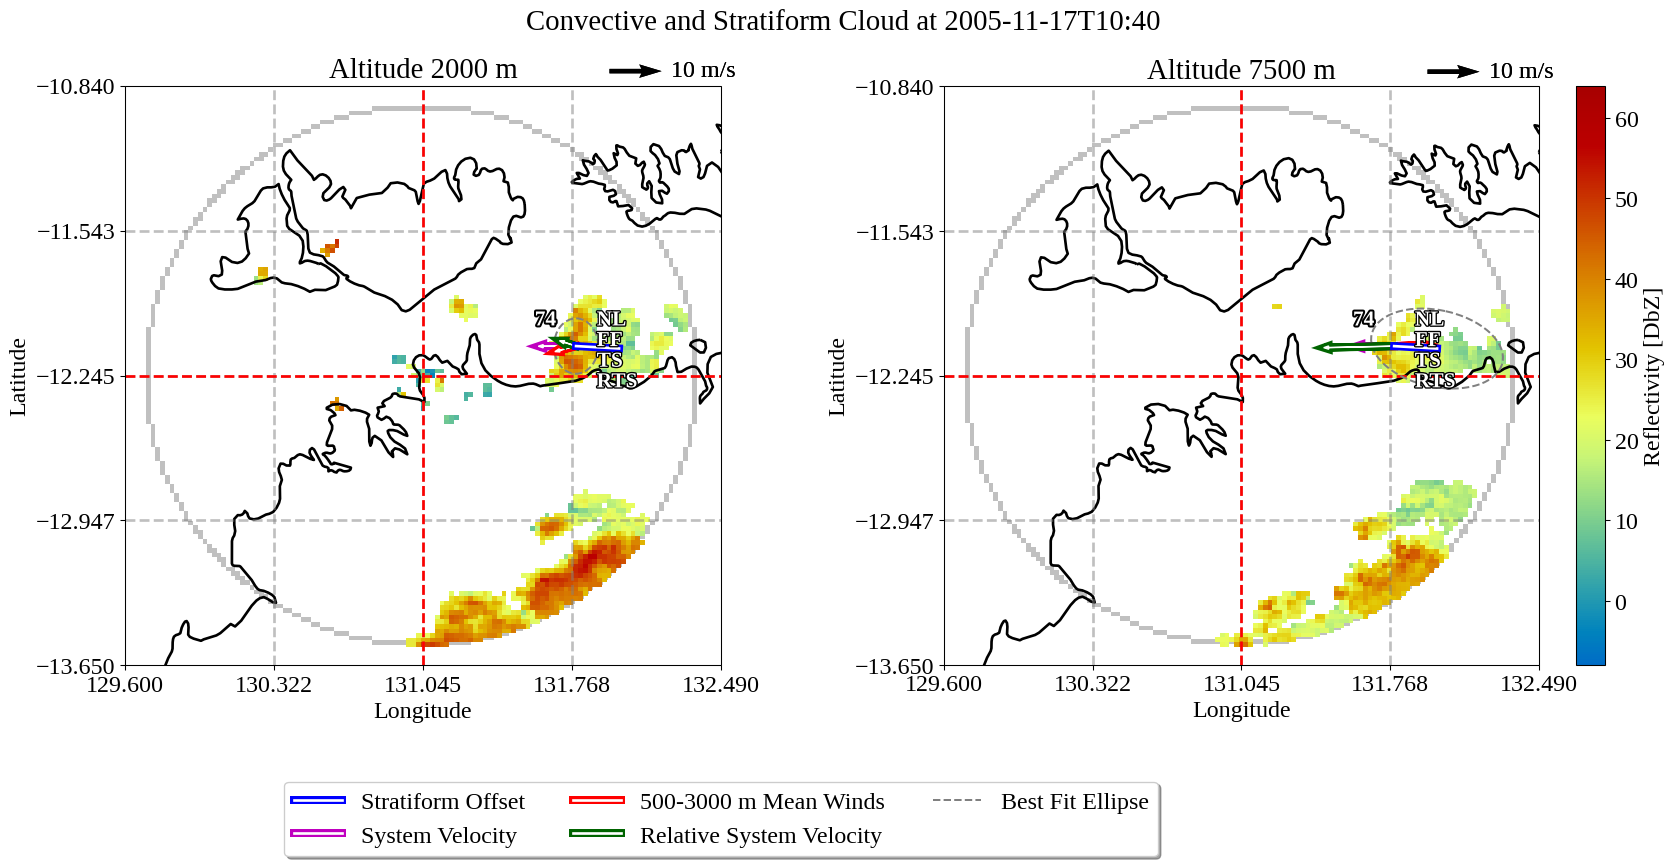 Convective and Stratiform Cloud at 2005-11-17T10:40
Altitude 2000 m
10 m/s
Altitude 7500 m
10 m/s
−10.840
−11.543
−12.245
−12.947
−13.650
129.600
130.322
131.045
131.768
132.490
Longitude
Latitude
74
NL
FF
TS
RTS
−10.840
−11.543
−12.245
−12.947
−13.650
129.600
130.322
131.045
131.768
132.490
Longitude
Latitude
74
NL
FF
TS
RTS
60
50
40
30
20
10
0
Reflectivity [DbZ]
Stratiform Offset
System Velocity
500-3000 m Mean Winds
Relative System Velocity
Best Fit Ellipse